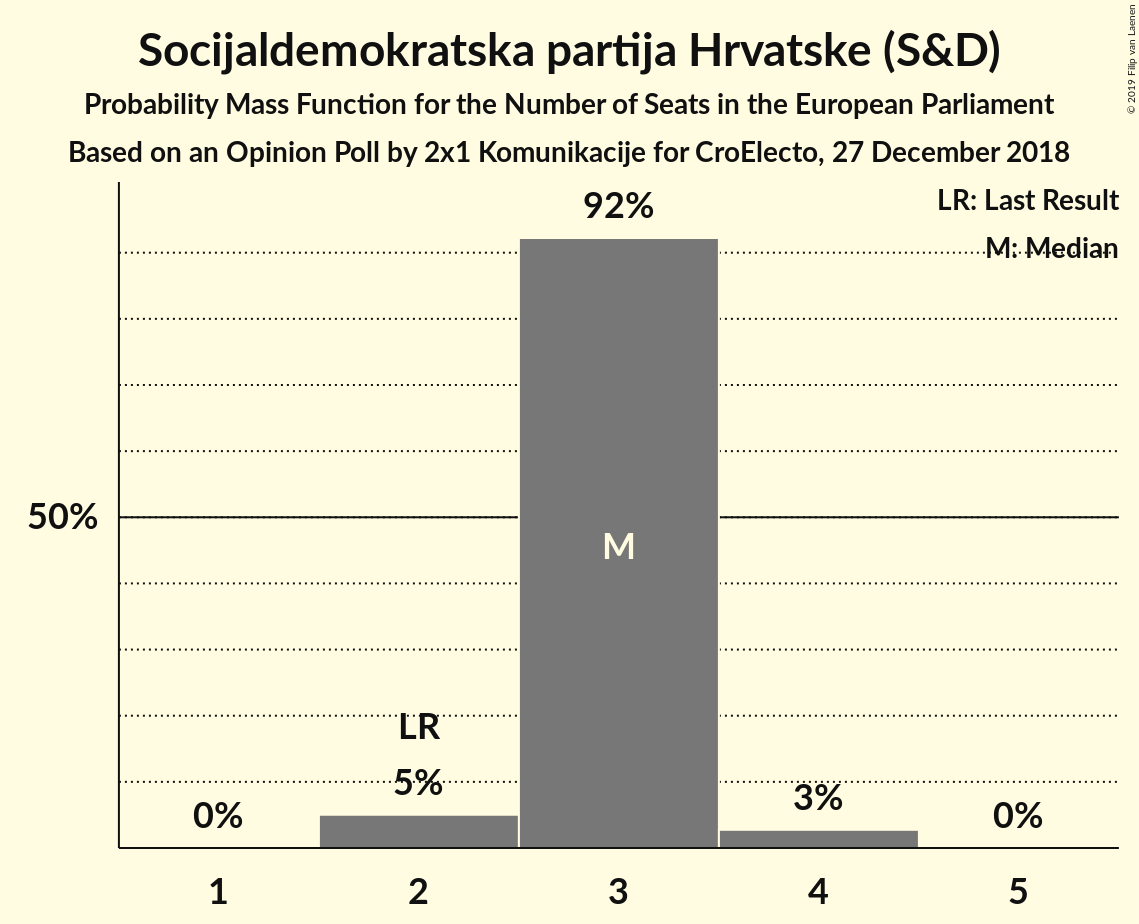 Socijaldemokratska partija Hrvatske (S&D)
Probability Mass Function for the Number of Seats in the European Parliament
Based on an Opinion Poll by 2x1 Komunikacije for CroElecto, 27 December 2018
© 2019 Filip van Laenen
LR: Last Result
M: Median
92%
50%
M
LR
5%
3%
0%
0%
1 2 3 4 5